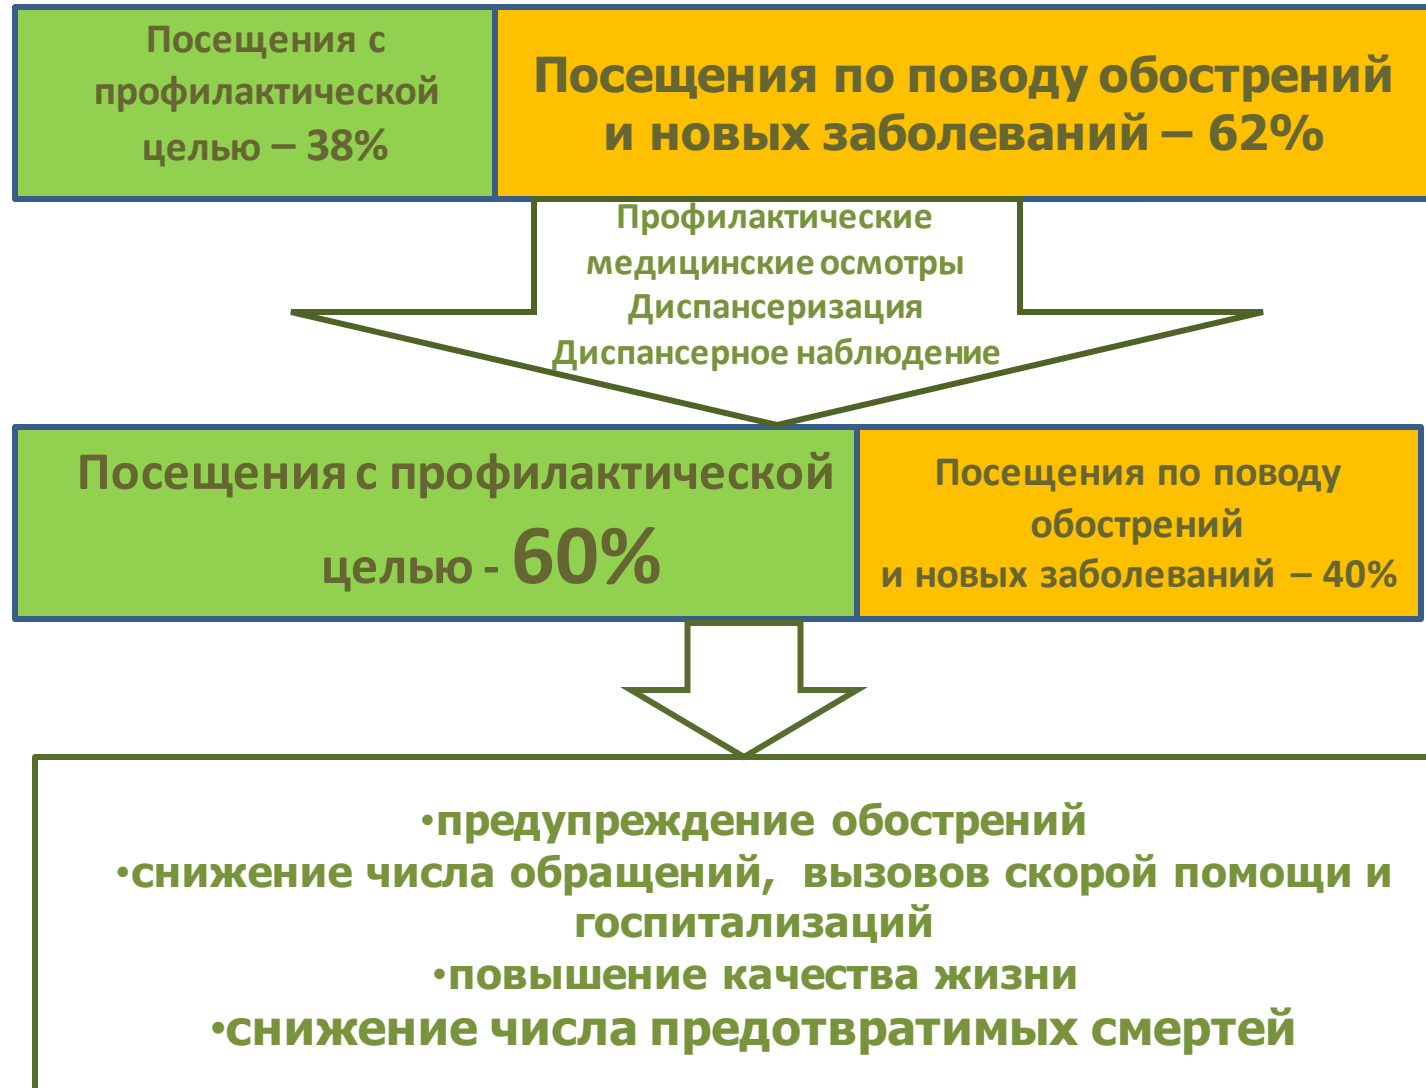 Посещения с
профилактической
целью – 38%
Посещения по поводу обострений
и новых заболеваний – 62%
Профилактические
медицинские осмотры
Диспансеризация
Диспансерное наблюдение
Посещения с профилактической
целью - 60%
Посещения по поводу
обострений
и новых заболеваний – 40%
•предупреждение обострений
•снижение числа обращений, вызовов скорой помощи и
госпитализаций
•повышение качества жизни
•снижение числа предотвратимых смертей